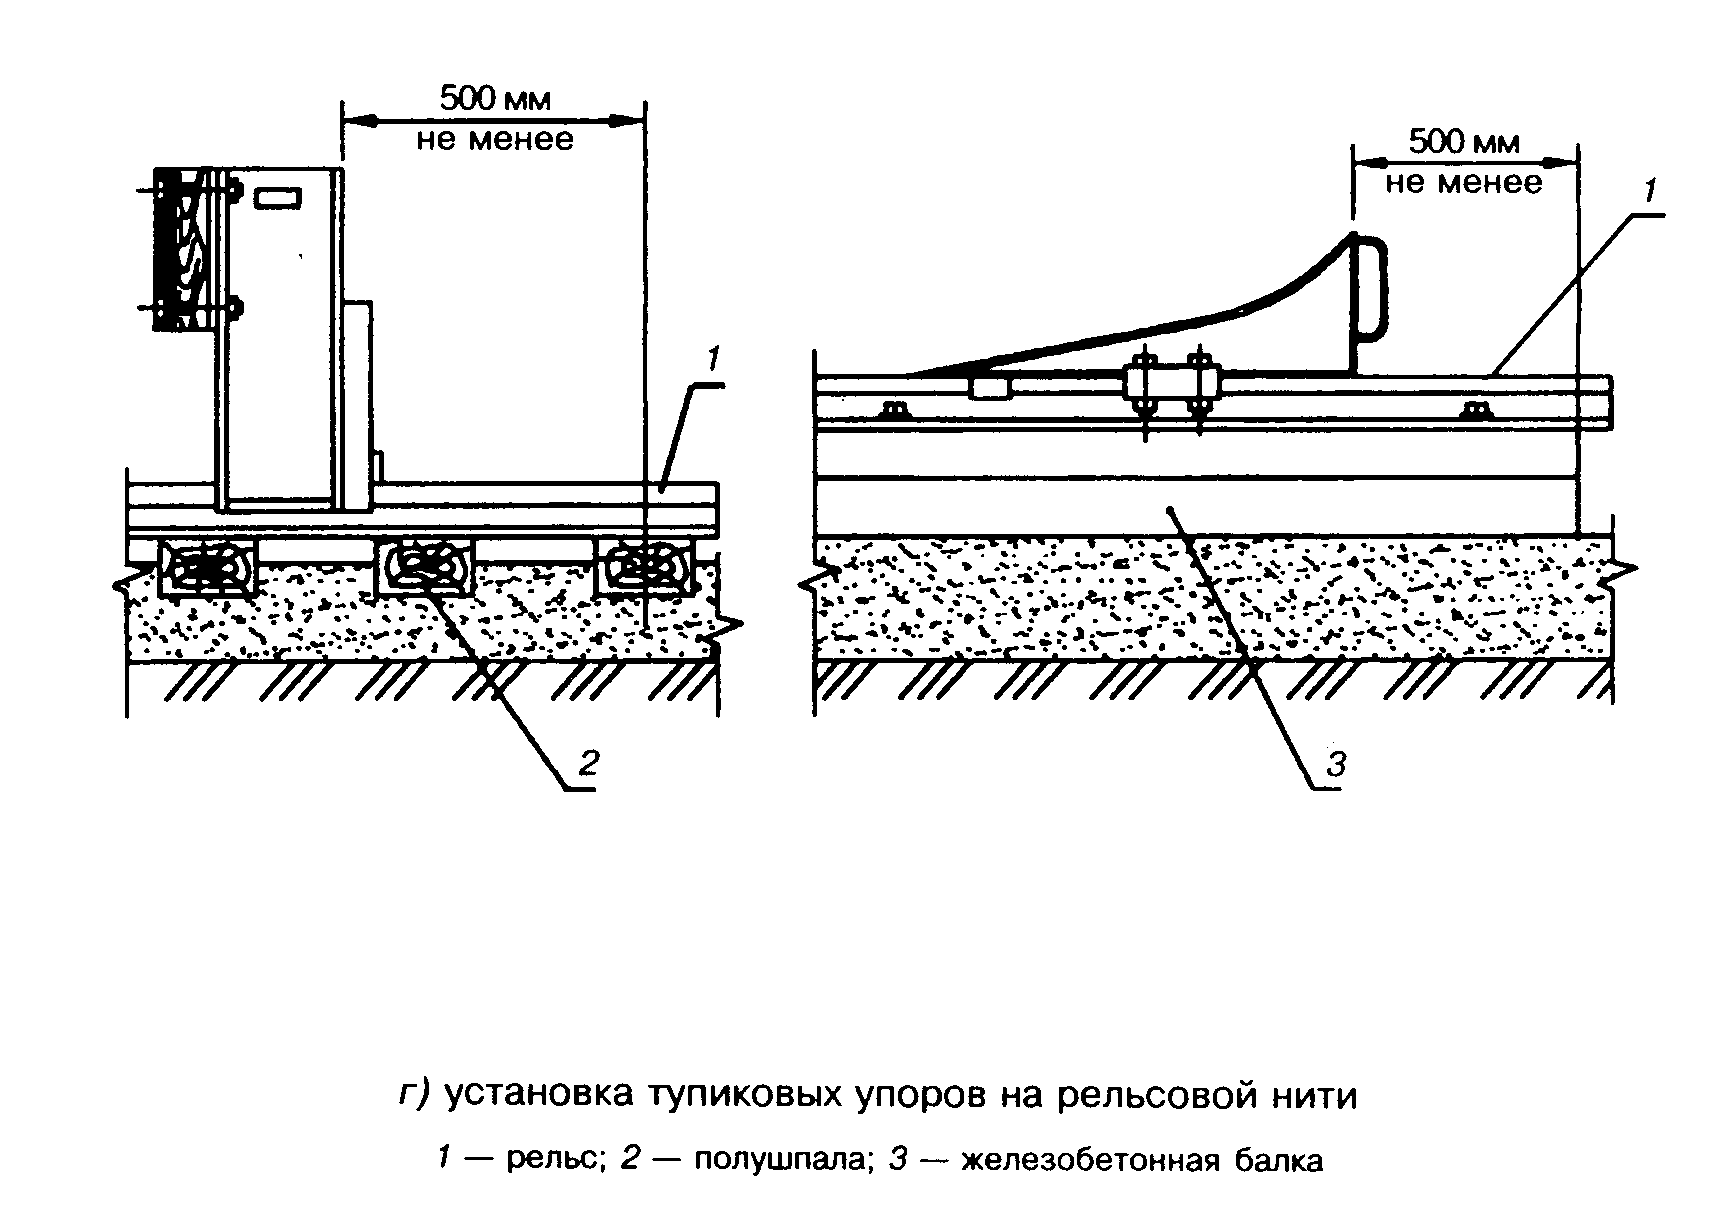 500 мм
не менее
500 мм
не менее
1
1
2
3
г) установка тупиковых упоров на рельсовой нити
1 — рельс; 2 — полушпала; 3 — железобетонная балка